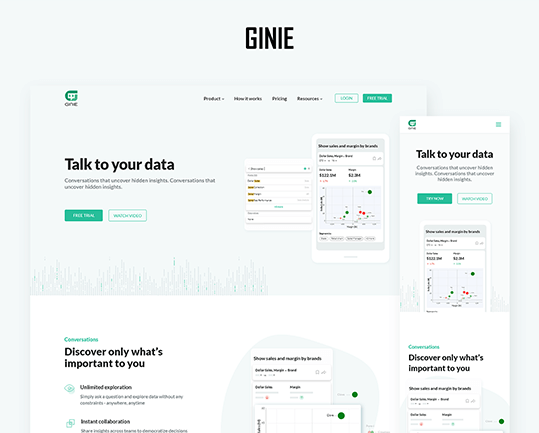 GINIE
GINIE
Product
How it works
Pricing
Resources
LOGIN
FREE TRIAL
Talk to your data
Conversations that uncover hidden insights. Conversations that
uncover hidden insights.
FREE TRIAL
WATCH VIDEO
Show sales and margin by brands
Dollar Sales, Margin - Brand
Dollar Sales
Margin
$122.1M
$2.3M
Conversations
Discover only what's
important to you
Unlimited exploration
Simply ask a question and explore data without any
constraints - anywhere, anytime
Instant collaboration
Share insights across teams to democratize decisions
Show sales and margin by brands
Dollar Sales, Margin - Brand
Dollar Sales
Margin
GINIE
Talk to your data
Conversations that uncover hidden
insights. Conversations that uncover
hidden insights.
TRY NOW
WATCH VIDEO
Show sales and margin by brands
Dollar Sales, Margin - Brand
Dollar Sales
Margin
$122.1M
$2.3M
Conversations
Discover only what's
important to you
Show sales and margin by brands
Dollar Sales, Margin - Brand
Dollar Sales
Margin